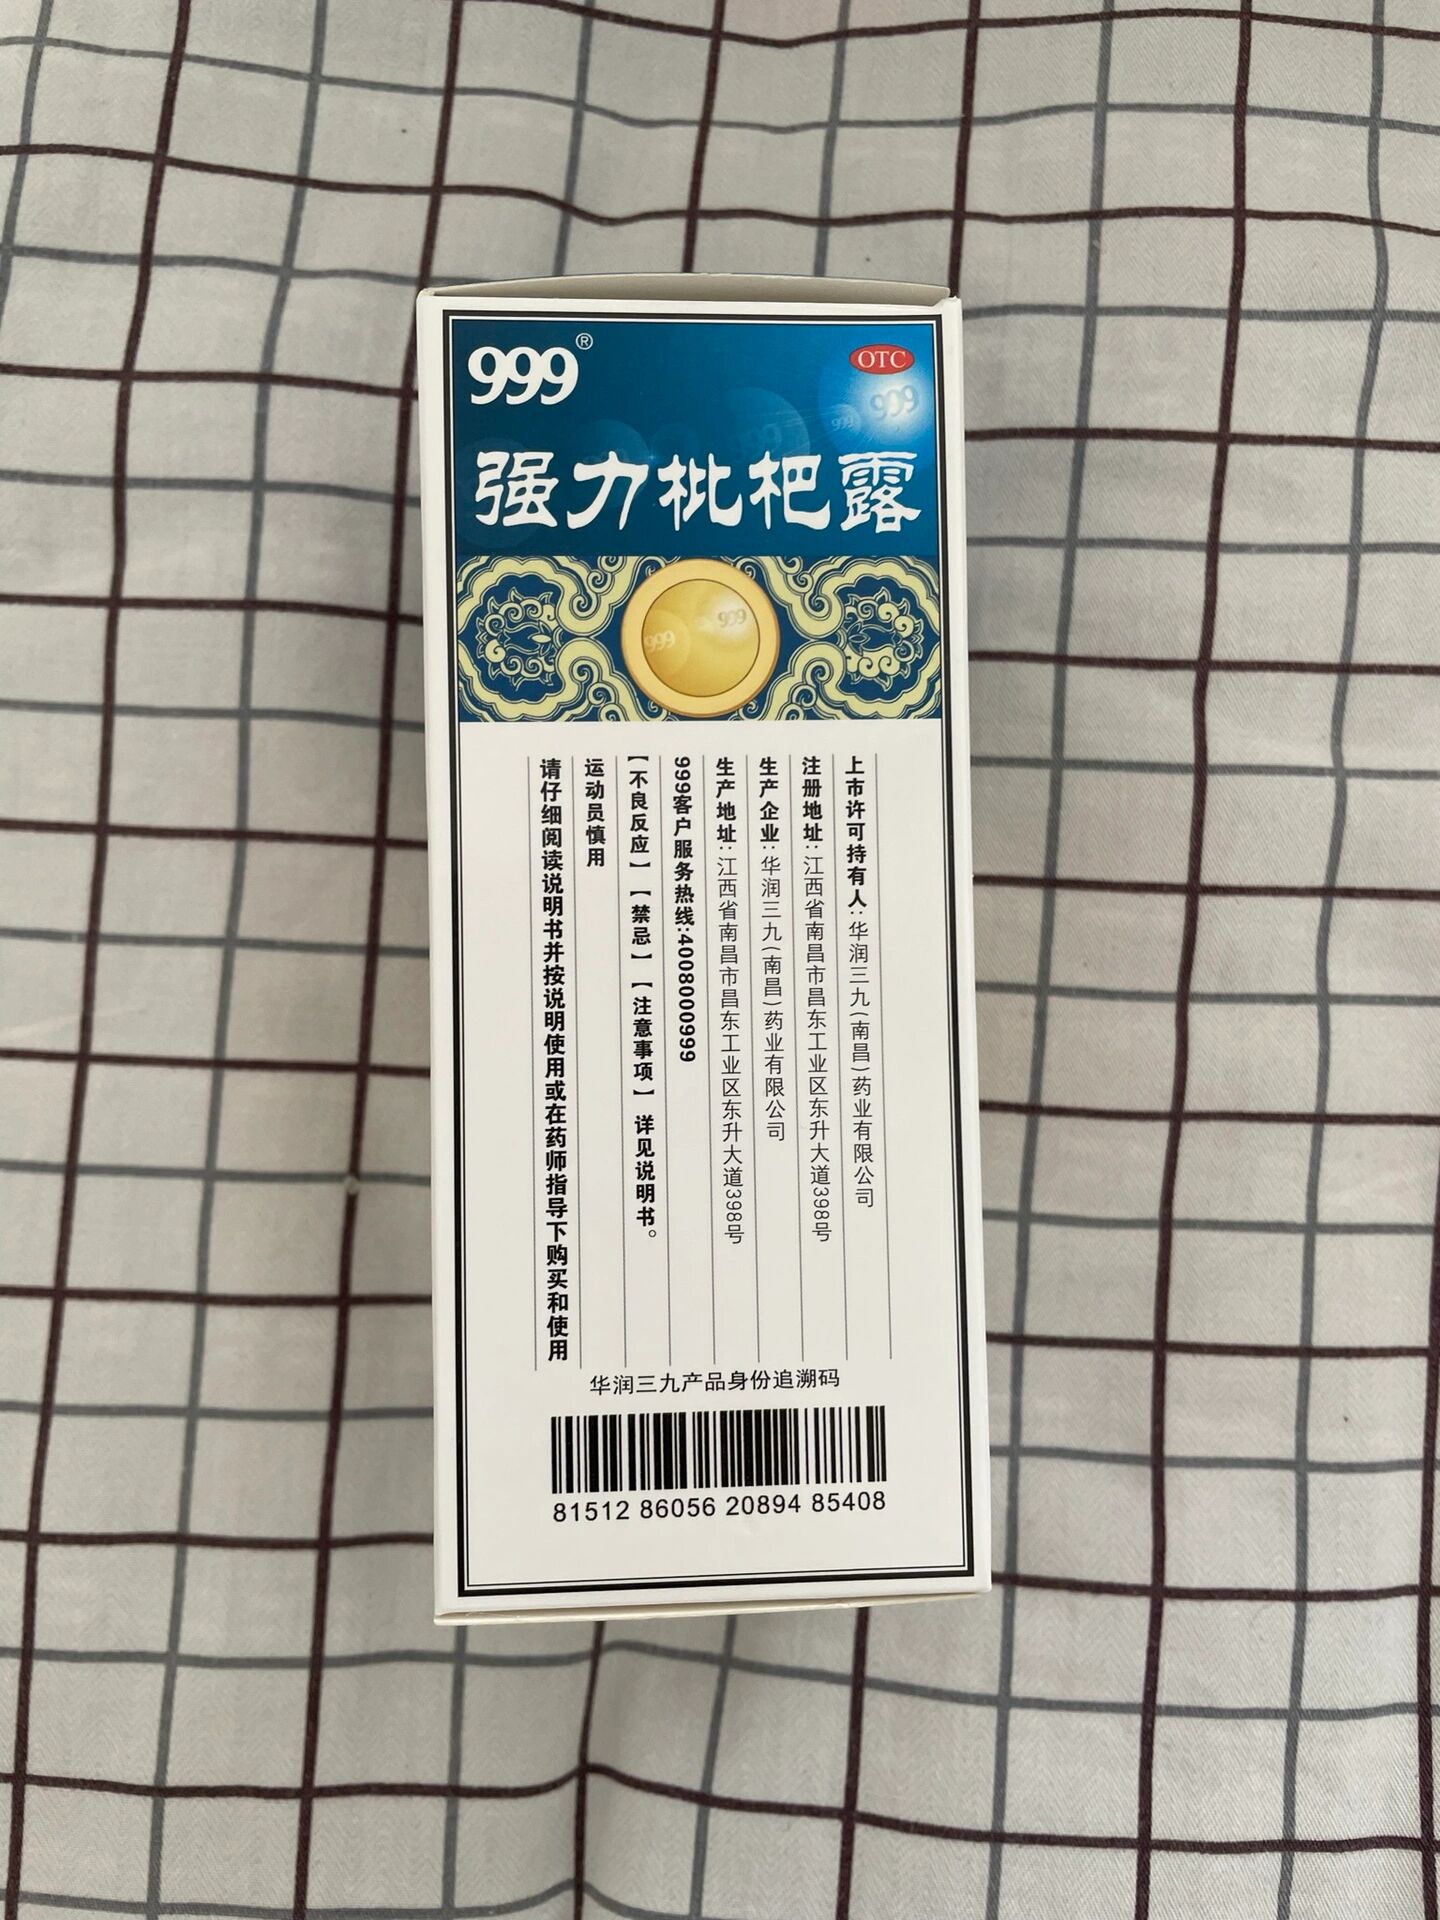 999®
OTC
强力枇杷露
上市许可持有人：华润三九(南昌)药业有限公司
注册地址：江西省南昌市昌东工业区东升大道398号
生产企业：华润三九(南昌)药业有限公司
生产地址：江西省南昌市昌东工业区东升大道398号
999客户服务热线:4008000999
【不良反应】【禁忌】【注意事项】详见说明书。
运动员慎用
请仔细阅读说明书并按说明使用或在药师指导下购买和使用
华润三九产品身份追溯码
81512 86056 20894 85408